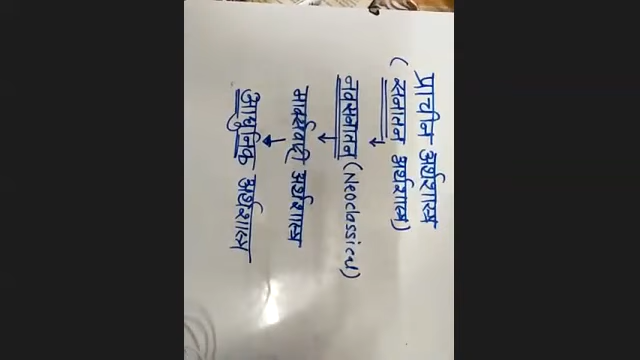 प्राचीन अर्थशास्त्र
(सनातन अर्थशास्त्र)
नवसनातन (Neoclassical)
मार्क्सवादी अर्थशास्त्र
आधुनिक अर्थशास्त्र